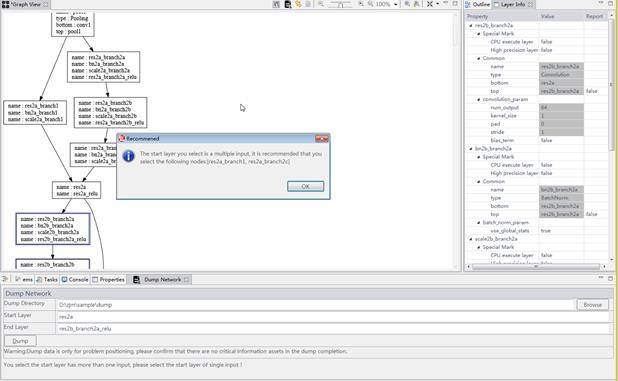 *Graph View
100%
Outline
Layer Info
type : Pooling
bottom : conv1
top : pool1
name : res2a_branch2a
name : bn2a_branch2a
name : scale2a_branch2a
name : res2a_branch2a_relu
name : res2a_branch1
name : bn2a_branch1
name : scale2a_branch1
name : res2a_branch2b
name : bn2a_branch2b
name : scale2a_branch2b
name : res2a_branch2b_relu
name : res2a
name : res2a_relu
name : res2b_branch2a
name : bn2b_branch2a
name : scale2b_branch2a
name : res2b_branch2a_relu
name : res2b_branch2b
Recommened
The start layer you select is a multiple input, it is recommended that you
select the following nodes[res2a_branch1, res2a_branch2c]
OK
Property Value Report
res2b_branch2a
Special Mark
CPU execute layer false
High precision layer false
Common
name res2b_branch2a
type Convolution
bottom res2a
top res2b_branch2a false
convolution_param
num_output 64
kernel_size 1
pad 0
stride 1
bias_term false
bn2b_branch2a
Special Mark
CPU execute layer false
High precision layer false
Common
name bn2b_branch2a
type BatchNorm
bottom res2b_branch2a
top res2b_branch2a false
batch_norm_param
use_global_stats true
scale2b_branch2a
Special Mark
CPU execute layer false
ems
Tasks
Console
Properties
Dump Network
Dump Network
Dump Directory D:\zjm\sample\dump Browse
Start Layer res2a
End Layer res2b_branch2a_relu
Dump
Warning:Dump data is only for problem positioning, please confirm that there are no critical information assets in the dump completion.
You select the start layer has more than one input, please select the start layer of single input !